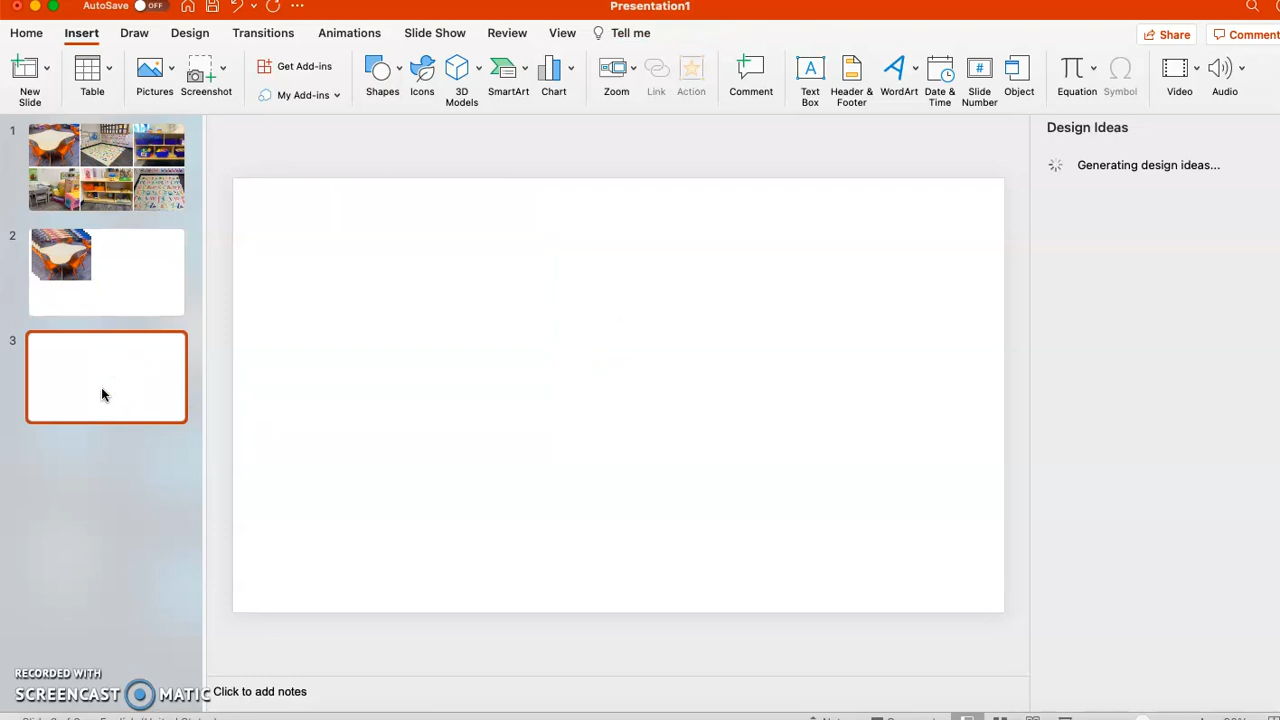 AutoSave OFF
Presentation1
Home Insert Draw Design Transitions Animations Slide Show Review View Tell me
Share
Comment
New Slide
Table
Pictures
Screenshot
Get Add-ins
My Add-ins
Shapes
Icons
3D Models
SmartArt
Chart
Zoom
Link
Action
Comment
Text Box
Header & Footer
WordArt
Date & Time
Slide Number
Object
Equation
Symbol
Video
Audio
1
2
3
Design Ideas
Generating design ideas...
RECORDED WITH
SCREENCAST MATIC
Click to add notes